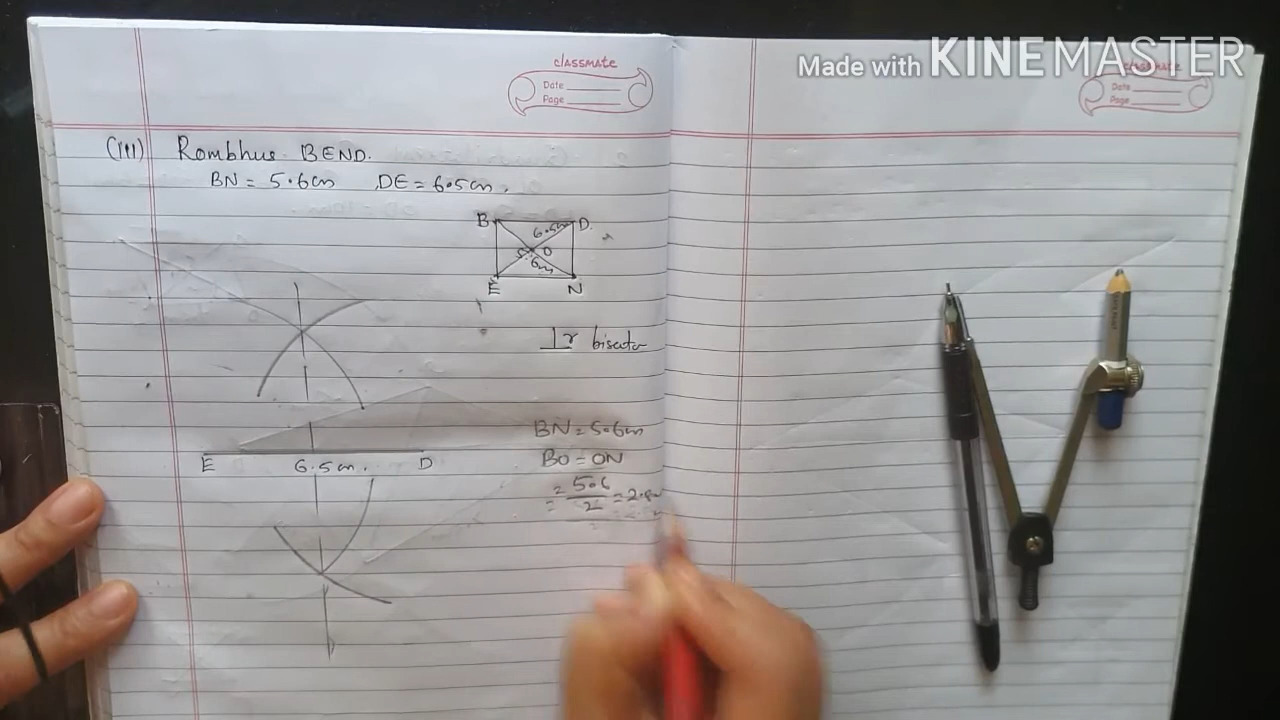 Made with KINEMASTER
classmate
Date
Page
classmate
Date
Page
(III) Rombhus BEND.
BN = 5.6cm DE = 6.5cm.
B D.
6.5cm
O
5.6cm
E N
⊥r bisector
BN = 5.6cm
BO = ON
E 6.5cm. D
= 5.6
2 = 2.8cm